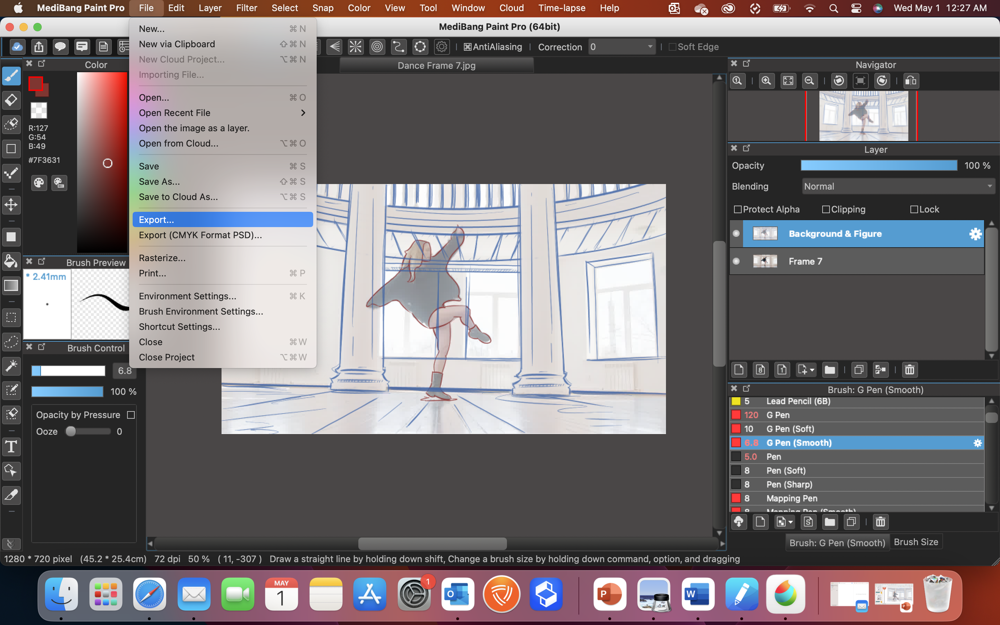 MediBang Paint Pro File Edit Layer Filter Select Snap Color View Tool Window Cloud Time-lapse Help Wed May 1 12:27 AM
MediBang Paint Pro (64bit)
AntiAliasing Correction 0 Soft Edge
Dance Frame 7.jpg
New... ⌘ N
New via Clipboard ⇧ ⌘ N
New Cloud Project... ⌥ ⌘ N
Importing File...
Open... ⌘ O
Open Recent File >
Open the image as a layer.
Open from Cloud... ⌥ ⌘ O
Save ⌘ S
Save As... ⇧ ⌘ S
Save to Cloud As... ⌥ ⌘ S
Export...
Export (CMYK Format PSD)...
Rasterize...
Print... ⌘ P
Environment Settings... ⌘ K
Brush Environment Settings...
Shortcut Settings...
Close ⌘ W
Close Project ⌥ ⌘ W
Color
R:127
G:54
B:49
#7F3631
Brush Preview
* 2.41mm
Brush Control
6.8
100 %
Opacity by Pressure
Ooze 0
Navigator
Layer
Opacity 100 %
Blending Normal
Protect Alpha Clipping Lock
Background & Figure
Frame 7
Brush: G Pen (Smooth)
5 Lead Pencil (6B)
120 G Pen
10 G Pen (Soft)
6.8 G Pen (Smooth)
5.0 Pen
8 Pen (Soft)
8 Pen (Sharp)
8 Mapping Pen
8 Mapping Pen (Smooth)
Brush: G Pen (Smooth) Brush Size
1280 * 720 pixel (45.2 * 25.4cm) 72 dpi 50 % ( 11, -307 ) Draw a straight line by holding down shift, Change a brush size by holding down command, option, and dragging
MAY
1
1